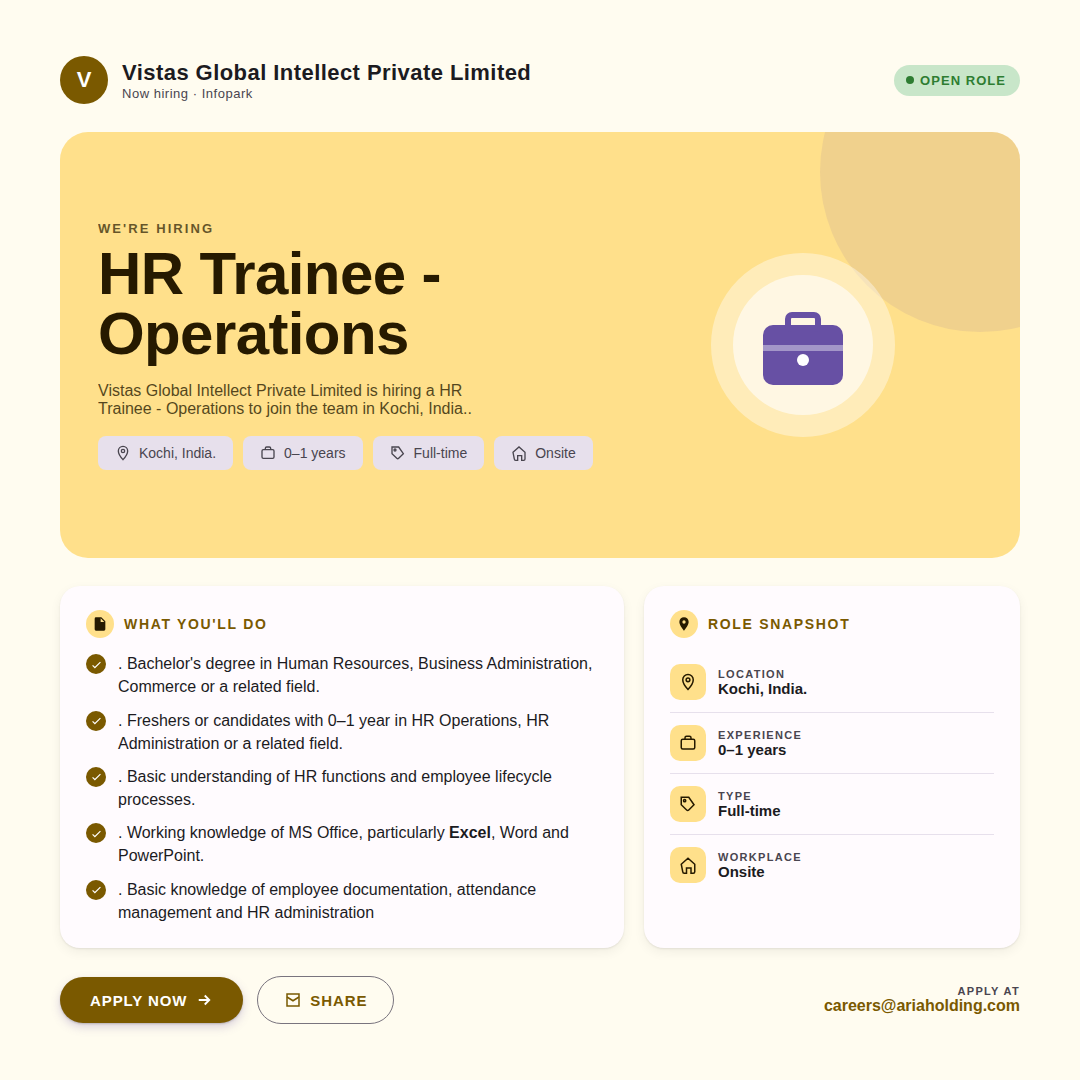 V
Vistas Global Intellect Private Limited
Now hiring · Infopark
OPEN ROLE
WE'RE HIRING
HR Trainee -
Operations
Vistas Global Intellect Private Limited is hiring a HR
Trainee - Operations to join the team in Kochi, India..
Kochi, India.
0–1 years
Full-time
Onsite
WHAT YOU'LL DO
. Bachelor's degree in Human Resources, Business Administration,
Commerce or a related field.
. Freshers or candidates with 0–1 year in HR Operations, HR
Administration or a related field.
. Basic understanding of HR functions and employee lifecycle
processes.
. Working knowledge of MS Office, particularly Excel, Word and
PowerPoint.
. Basic knowledge of employee documentation, attendance
management and HR administration
ROLE SNAPSHOT
LOCATION
Kochi, India.
EXPERIENCE
0–1 years
TYPE
Full-time
WORKPLACE
Onsite
APPLY NOW
SHARE
APPLY AT
careers@ariaholding.com